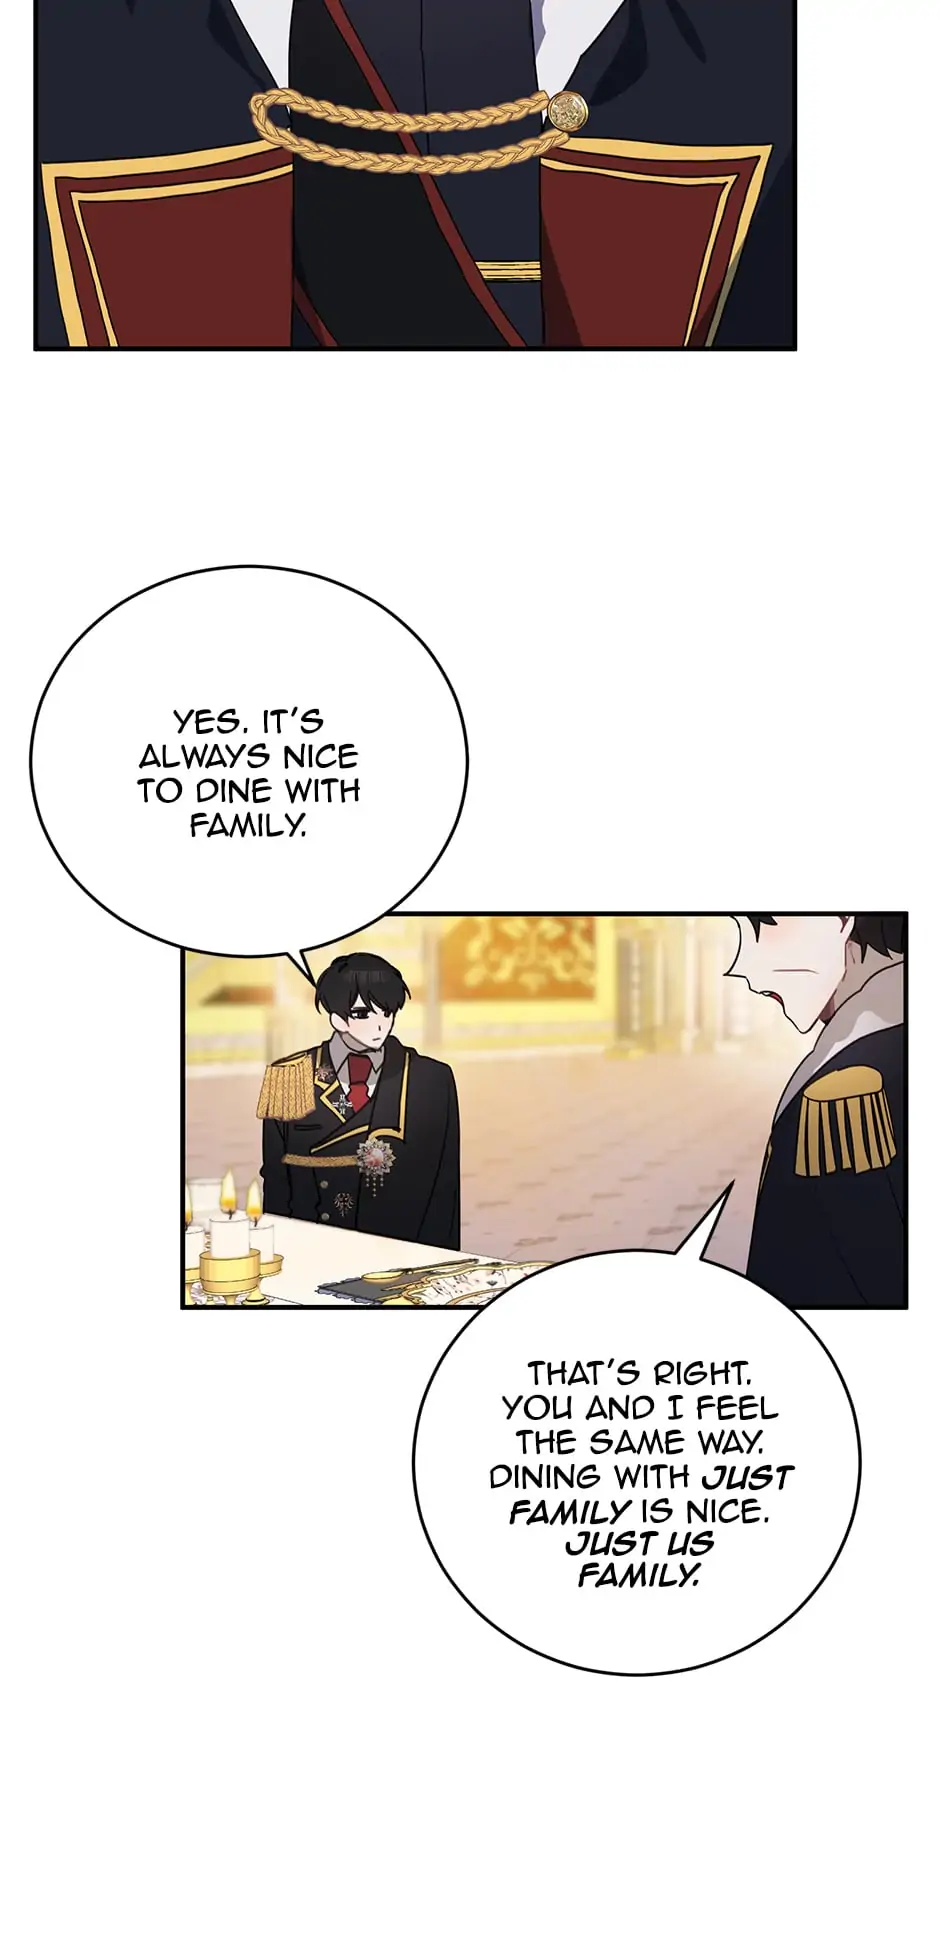 YES. IT'S
ALWAYS NICE
TO DINE WITH
FAMILY.
THAT'S RIGHT.
YOU AND I FEEL
THE SAME WAY.
DINING WITH JUST
FAMILY IS NICE.
JUST US
FAMILY.